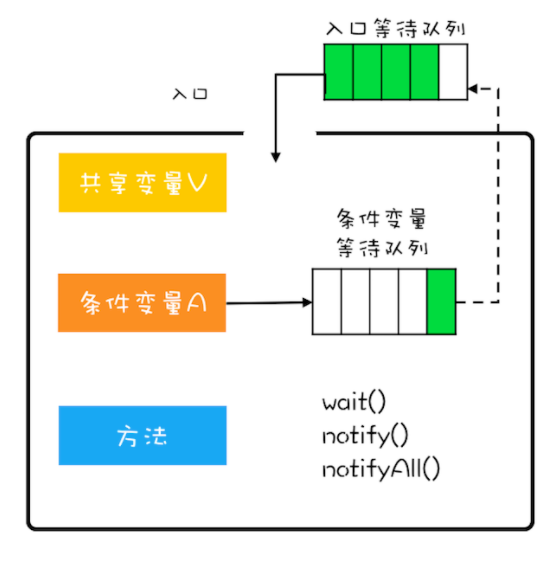 入口等待队列
入口
共享变量V
条件变量
等待队列
条件变量A
wait()
方法
notify()
notifyAll()